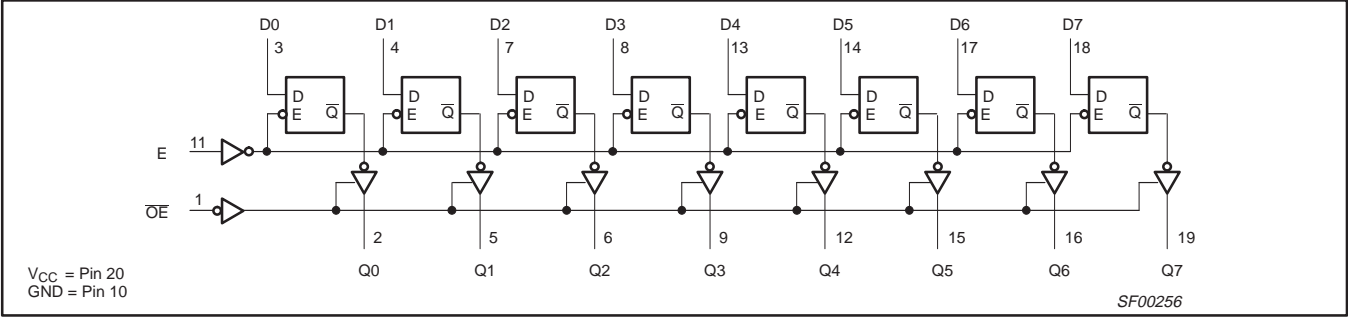 D0 D1 D2 D3 D4 D5 D6 D7
3 4 7 8 13 14 17 18
D D D D D D D D
E Q̅ E Q̅ E Q̅ E Q̅ E Q̅ E Q̅ E Q̅ E Q̅
E 11
O̅E̅ 1
2 5 6 9 12 15 16 19
Q0 Q1 Q2 Q3 Q4 Q5 Q6 Q7
VCC = Pin 20
GND = Pin 10
SF00256